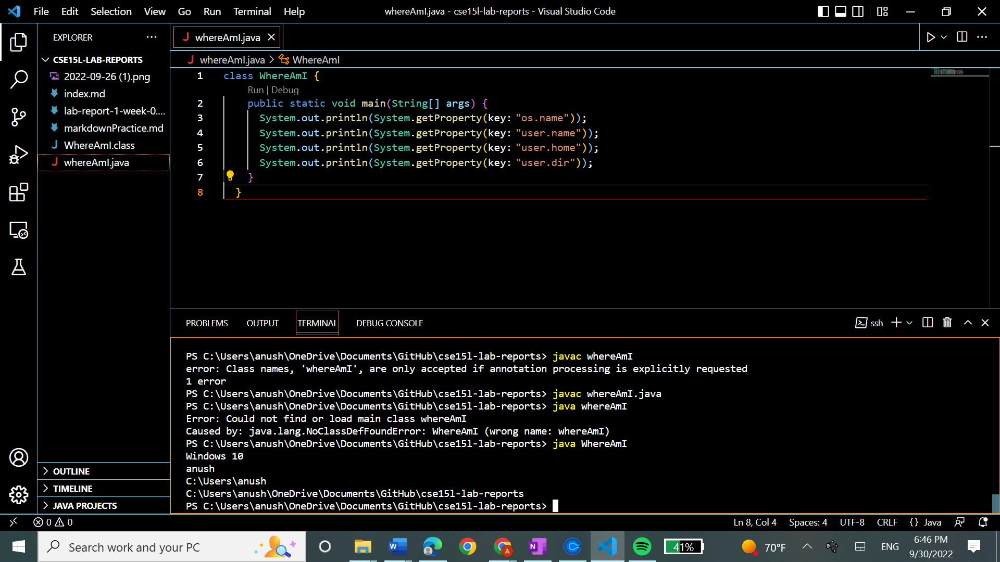 File Edit Selection View Go Run Terminal Help
whereAmI.java - cse15l-lab-reports - Visual Studio Code
EXPLORER
CSE15L-LAB-REPORTS
2022-09-26 (1).png
index.md
lab-report-1-week-0....
markdownPractice.md
WhereAmI.class
whereAmI.java
OUTLINE
TIMELINE
JAVA PROJECTS
whereAmI.java
whereAmI.java > WhereAmI
1 class WhereAmI {
Run | Debug
2 public static void main(String[] args) {
3 System.out.println(System.getProperty(key: "os.name"));
4 System.out.println(System.getProperty(key: "user.name"));
5 System.out.println(System.getProperty(key: "user.home"));
6 System.out.println(System.getProperty(key: "user.dir"));
7 }
8 }
PROBLEMS OUTPUT TERMINAL DEBUG CONSOLE
ssh
PS C:\Users\anush\OneDrive\Documents\GitHub\cse15l-lab-reports> javac whereAmI
error: Class names, 'whereAmI', are only accepted if annotation processing is explicitly requested
1 error
PS C:\Users\anush\OneDrive\Documents\GitHub\cse15l-lab-reports> javac whereAmI.java
PS C:\Users\anush\OneDrive\Documents\GitHub\cse15l-lab-reports> java whereAmI
Error: Could not find or load main class whereAmI
Caused by: java.lang.NoClassDefFoundError: WhereAmI (wrong name: whereAmI)
PS C:\Users\anush\OneDrive\Documents\GitHub\cse15l-lab-reports> java WhereAmI
Windows 10
anush
C:\Users\anush
C:\Users\anush\OneDrive\Documents\GitHub\cse15l-lab-reports
PS C:\Users\anush\OneDrive\Documents\GitHub\cse15l-lab-reports>
0 0
Ln 8, Col 4 Spaces: 4 UTF-8 CRLF {} Java
Search work and your PC
41%
70°F
ENG
6:46 PM
9/30/2022